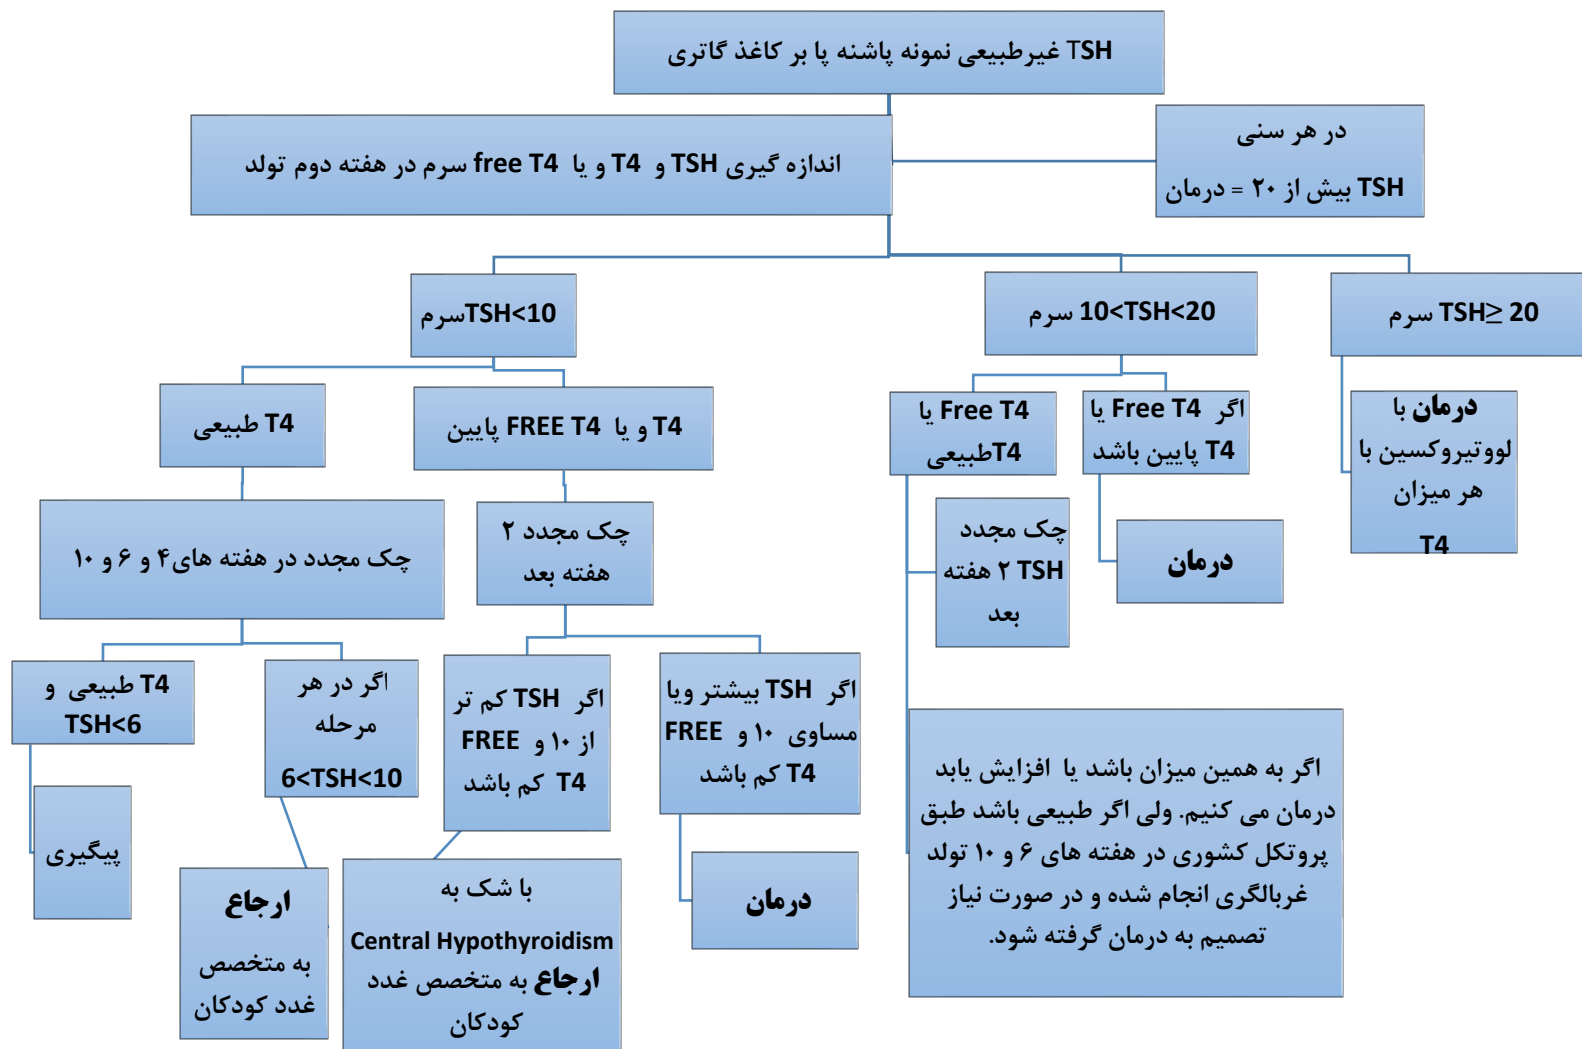 TSH غیرطبیعی نمونه پاشنه پا بر کاغذ گاتری
در هر سنی
TSH بیش از ۲۰ = درمان
اندازه گیری TSH و T4 و یا free T4 سرم در هفته دوم تولد
TSH≥ 20 سرم
10<TSH<20 سرم
TSH<10سرم
درمان با
لووتیروکسین با
هر میزان
T4
اگر Free T4 یا
T4 پایین باشد
Free T4 یا
T4طبیعی
T4 و یا FREE T4 پایین
T4 طبیعی
درمان
چک مجدد
TSH ۲ هفته
بعد
چک مجدد ۲
هفته بعد
چک مجدد در هفته های۴ و ۶ و ۱۰
اگر به همین میزان باشد یا افزایش یابد
درمان می کنیم. ولی اگر طبیعی باشد طبق
پروتکل کشوری در هفته های ۶ و ۱۰ تولد
غربالگری انجام شده و در صورت نیاز
تصمیم به درمان گرفته شود.
اگر TSH بیشتر ویا
مساوی ۱۰ و FREE
T4 کم باشد
اگر TSH کم تر
از ۱۰ و FREE
T4 کم باشد
اگر در هر
مرحله
6<TSH<10
T4 طبیعی و
TSH<6
درمان
با شک به
Central Hypothyroidism
ارجاع به متخصص غدد
کودکان
ارجاع
به متخصص
غدد کودکان
پیگیری